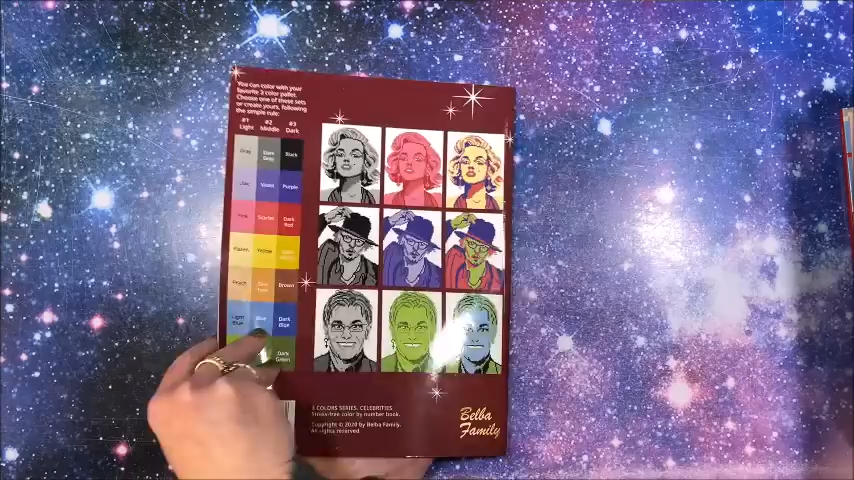 You can color with your
favorite 3 color pallet.
Choose one of these sets
or create yours, following
the simple rule:
#1 #2 #3
Light Middle Dark
Gray Dark Gray Black
Lilac Violet Purple
Pink Scarlet Dark Red
Yellow
Peach Brown
Light Blue Blue Dark Blue
Dark Green
3 COLORS SERIES. CELEBRITIES
Stress-free color by number book.
Copyright © 2020 by Belba Family.
All rights reserved.
Belba
Family